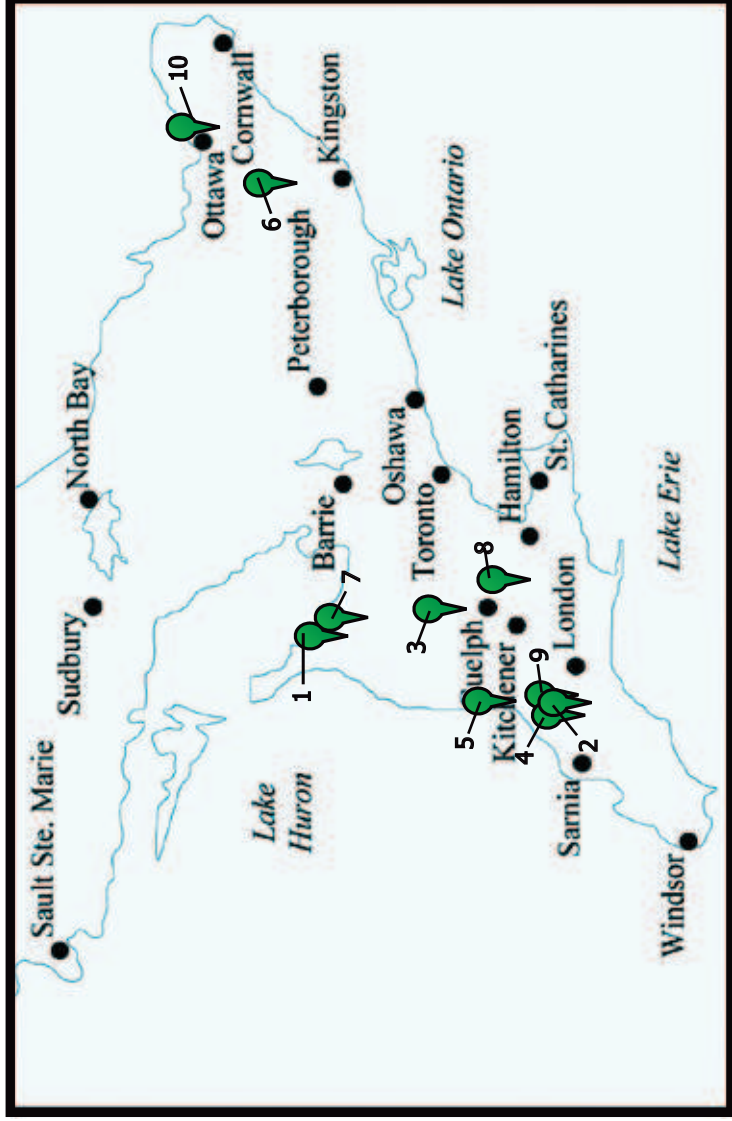 Sault Ste. Marie
Sudbury
North Bay
10
Ottawa
Cornwall
6
Kingston
Peterborough
Lake
Huron
1
7
Barrie
Oshawa
Toronto
Lake Ontario
3
5
Guelph
8
Hamilton
St. Catharines
Kitchener
4
9
2
London
Sarnia
Windsor
Lake Erie